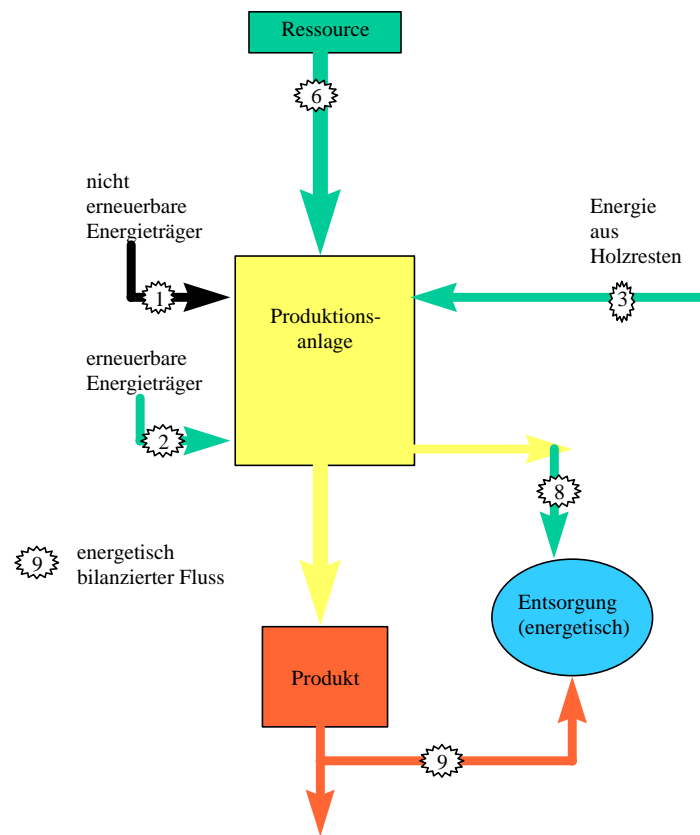 Ressource
6
nicht
erneuerbare
Energieträger
Energie
aus
Holzresten
1
3
Produktions-
anlage
erneuerbare
Energieträger
2
8
9
energetisch
bilanzierter Fluss
Entsorgung
(energetisch)
Produkt
9